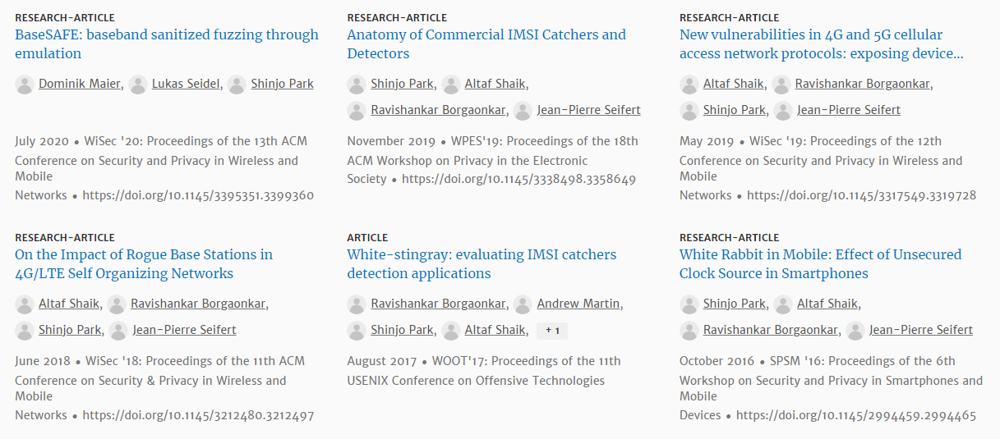 RESEARCH-ARTICLE
BaseSAFE: baseband sanitized fuzzing through
emulation
Dominik Maier, Lukas Seidel, Shinjo Park
July 2020 • WiSec '20: Proceedings of the 13th ACM
Conference on Security and Privacy in Wireless and
Mobile
Networks • https://doi.org/10.1145/3395351.3399360
RESEARCH-ARTICLE
Anatomy of Commercial IMSI Catchers and
Detectors
Shinjo Park, Altaf Shaik,
Ravishankar Borgaonkar, Jean-Pierre Seifert
November 2019 • WPES'19: Proceedings of the 18th
ACM Workshop on Privacy in the Electronic
Society • https://doi.org/10.1145/3338498.3358649
RESEARCH-ARTICLE
New vulnerabilities in 4G and 5G cellular
access network protocols: exposing device...
Altaf Shaik, Ravishankar Borgaonkar,
Shinjo Park, Jean-Pierre Seifert
May 2019 • WiSec '19: Proceedings of the 12th
Conference on Security and Privacy in Wireless and
Mobile
Networks • https://doi.org/10.1145/3317549.3319728
RESEARCH-ARTICLE
On the Impact of Rogue Base Stations in
4G/LTE Self Organizing Networks
Altaf Shaik, Ravishankar Borgaonkar,
Shinjo Park, Jean-Pierre Seifert
June 2018 • WiSec '18: Proceedings of the 11th ACM
Conference on Security & Privacy in Wireless and
Mobile
Networks • https://doi.org/10.1145/3212480.3212497
ARTICLE
White-stingray: evaluating IMSI catchers
detection applications
Ravishankar Borgaonkar, Andrew Martin,
Shinjo Park, Altaf Shaik, + 1
August 2017 • WOOT'17: Proceedings of the 11th
USENIX Conference on Offensive Technologies
RESEARCH-ARTICLE
White Rabbit in Mobile: Effect of Unsecured
Clock Source in Smartphones
Shinjo Park, Altaf Shaik,
Ravishankar Borgaonkar, Jean-Pierre Seifert
October 2016 • SPSM '16: Proceedings of the 6th
Workshop on Security and Privacy in Smartphones and
Mobile
Devices • https://doi.org/10.1145/2994459.2994465